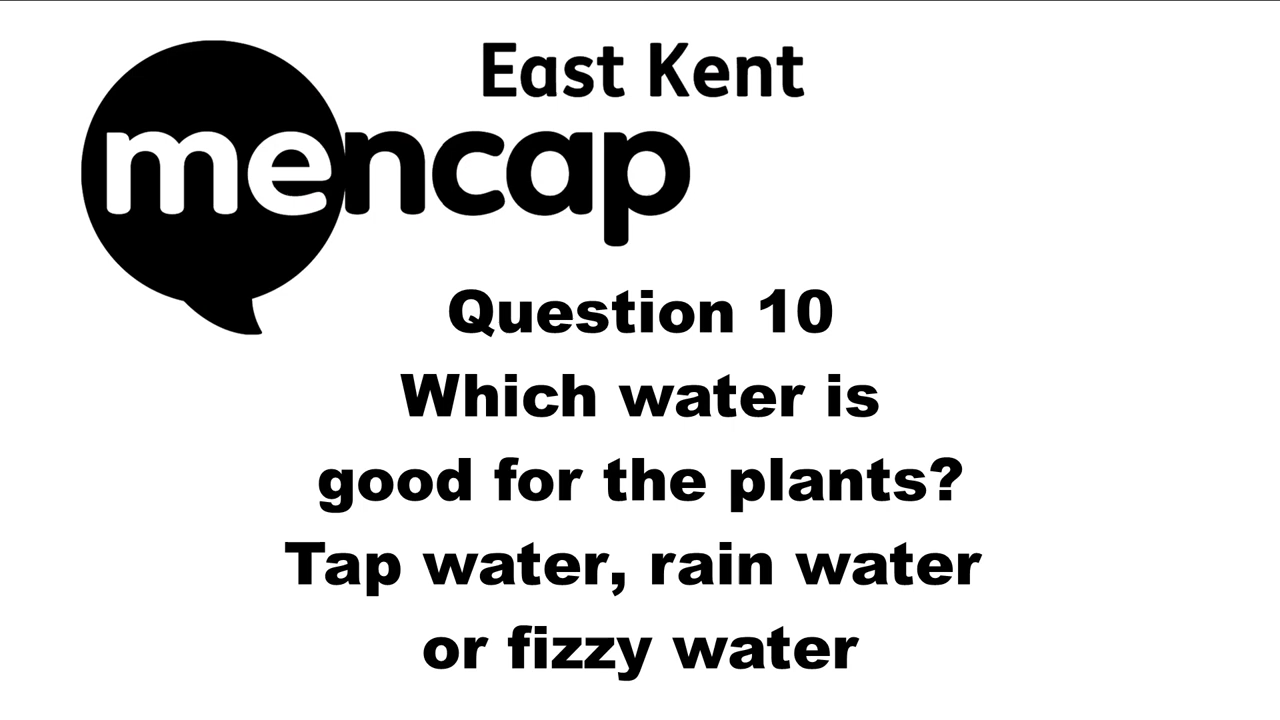 East Kent
mencap
Question 10
Which water is
good for the plants?
Tap water, rain water
or fizzy water